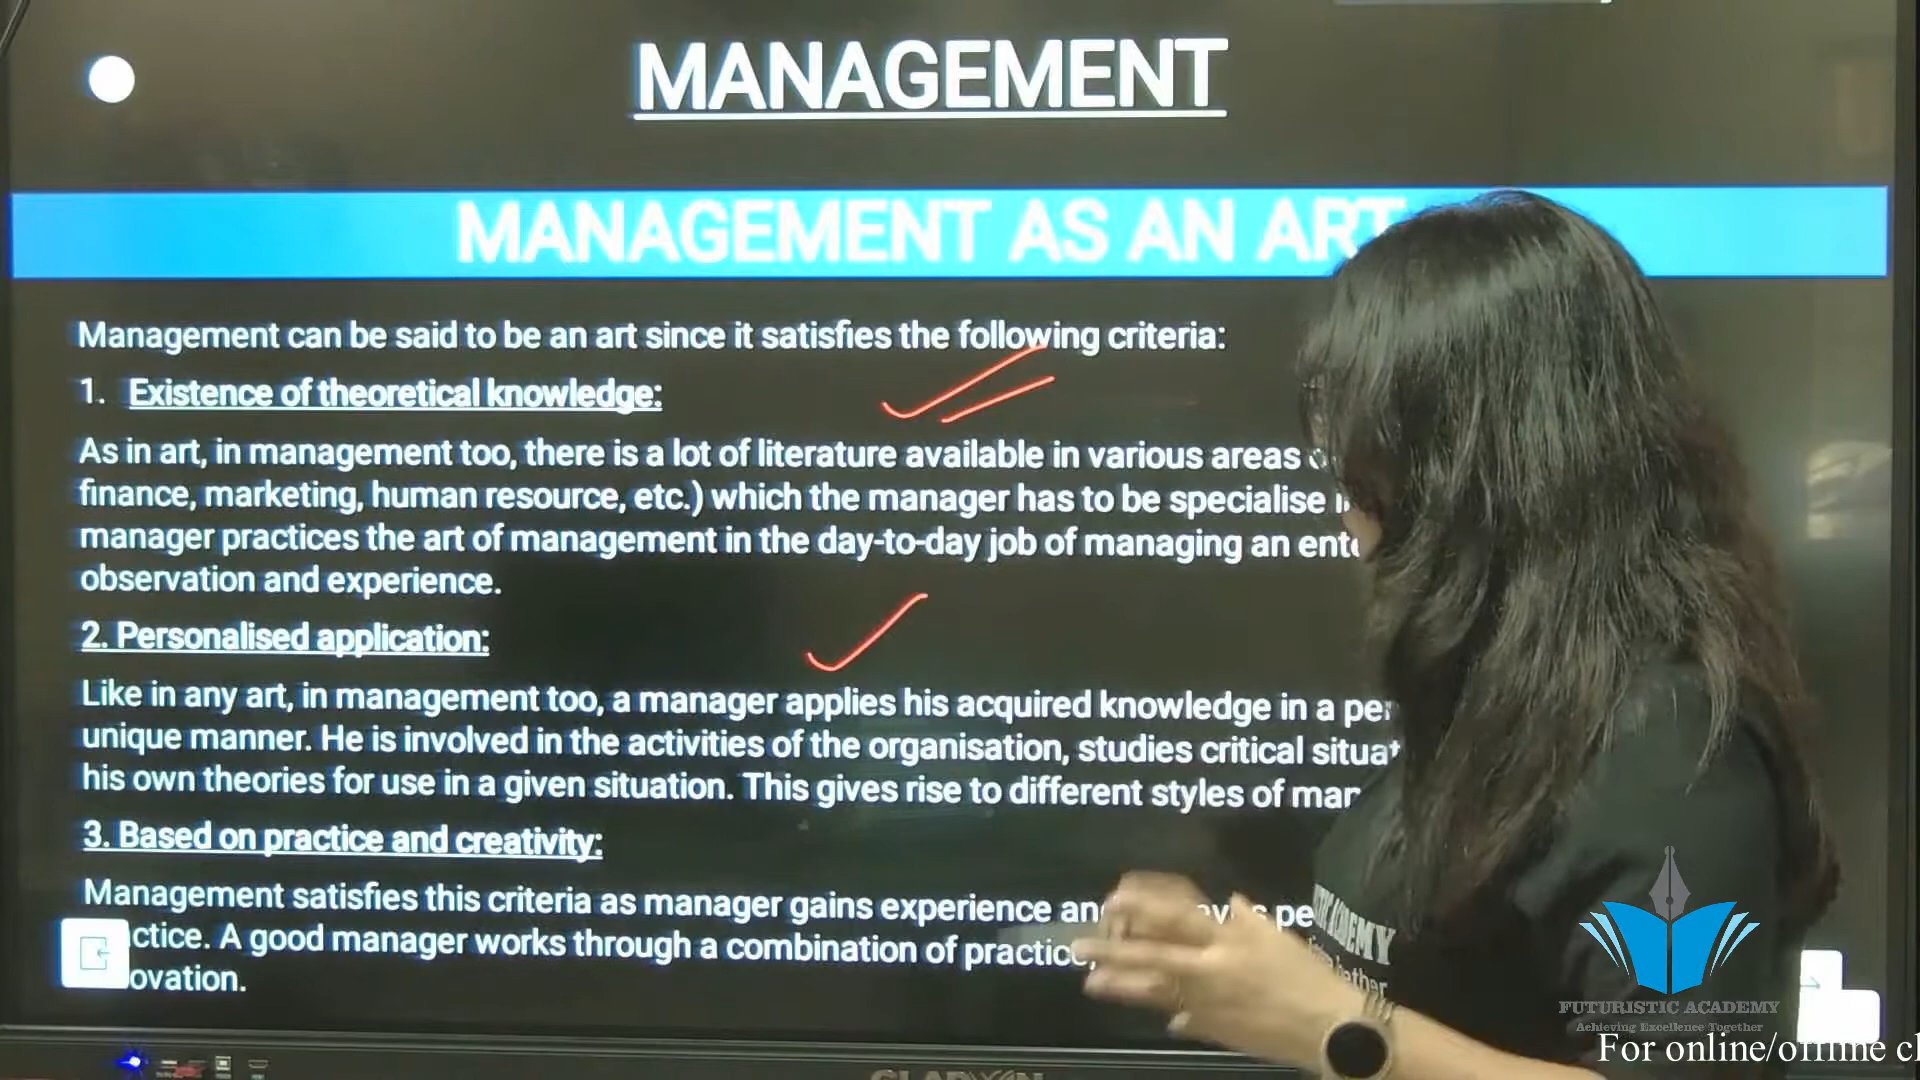 MANAGEMENT
MANAGEMENT AS AN ART
Management can be said to be an art since it satisfies the following criteria:
1. Existence of theoretical knowledge:
As in art, in management too, there is a lot of literature available in various areas
finance, marketing, human resource, etc.) which the manager has to be specialise
manager practices the art of management in the day-to-day job of managing an
observation and experience.
2. Personalised application:
Like in any art, in management too, a manager applies his acquired knowledge in a
unique manner. He is involved in the activities of the organisation, studies critical
his own theories for use in a given situation. This gives rise to different styles of
3. Based on practice and creativity:
Management satisfies this criteria as manager gains experience
A good manager works through a combination of practice,
ACADEMY
FUTURISTIC ACADEMY
Achieving Excellence Together
For online/offline